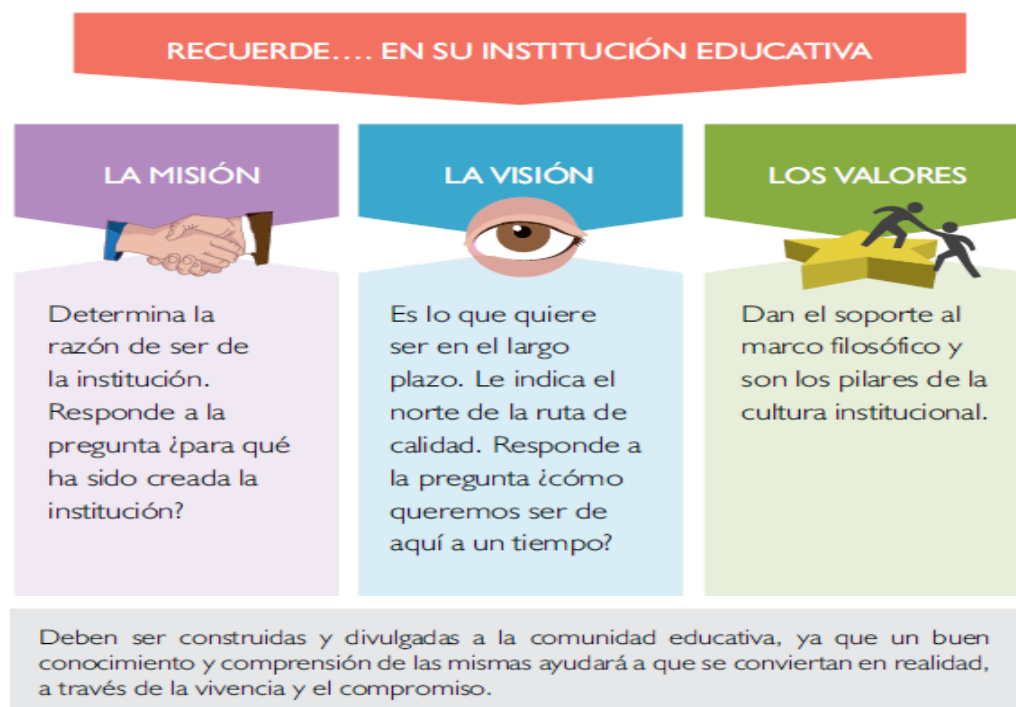 RECUERDE…. EN SU INSTITUCIÓN EDUCATIVA
LA MISIÓN
Determina la
razón de ser de
la institución.
Responde a la
pregunta ¿para qué
ha sido creada la
institución?
LA VISIÓN
Es lo que quiere
ser en el largo
plazo. Le indica el
norte de la ruta de
calidad. Responde a
la pregunta ¿cómo
queremos ser de
aquí a un tiempo?
LOS VALORES
Dan el soporte al
marco filosófico y
son los pilares de la
cultura institucional.
Deben ser construidas y divulgadas a la comunidad educativa, ya que un buen
conocimiento y comprensión de las mismas ayudará a que se conviertan en realidad,
a través de la vivencia y el compromiso.